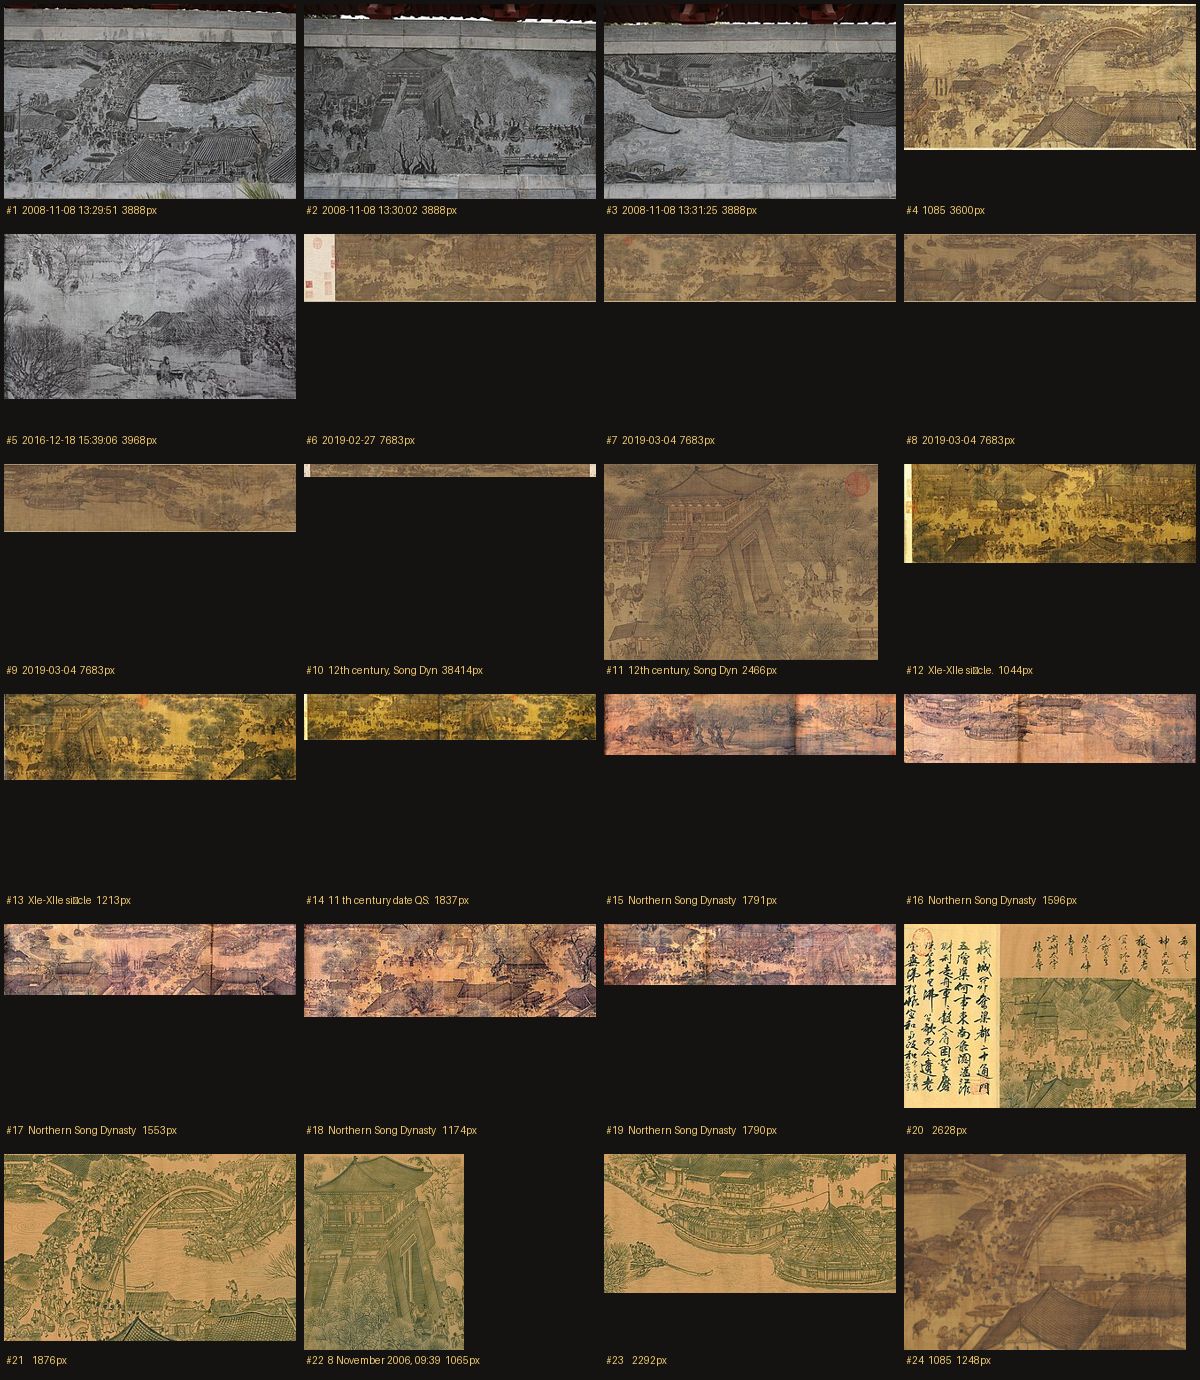 #1 2008-11-08 13:29:51 3888px
#2 2008-11-08 13:30:02 3888px
#3 2008-11-08 13:31:25 3888px
#4 1085 3600px
#5 2016-12-18 15:39:06 3968px
#6 2019-02-27 7683px
#7 2019-03-04 7683px
#8 2019-03-04 7683px
#9 2019-03-04 7683px
#10 12th century, Song Dyn 38414px
#11 12th century, Song Dyn 2466px
#12 XIe-XIIe 1044px
#13 XIe-XIIe 1213px
#14 11 th century date QS: 1837px
#15 Northern Song Dynasty 1791px
#16 Northern Song Dynasty 1596px
#17 Northern Song Dynasty 1553px
#18 Northern Song Dynasty 1174px
#19 Northern Song Dynasty 1790px
#20 2628px
#21 1876px
#22 8 November 2006, 09:39 1065px
#23 2292px
#24 1085 1248px